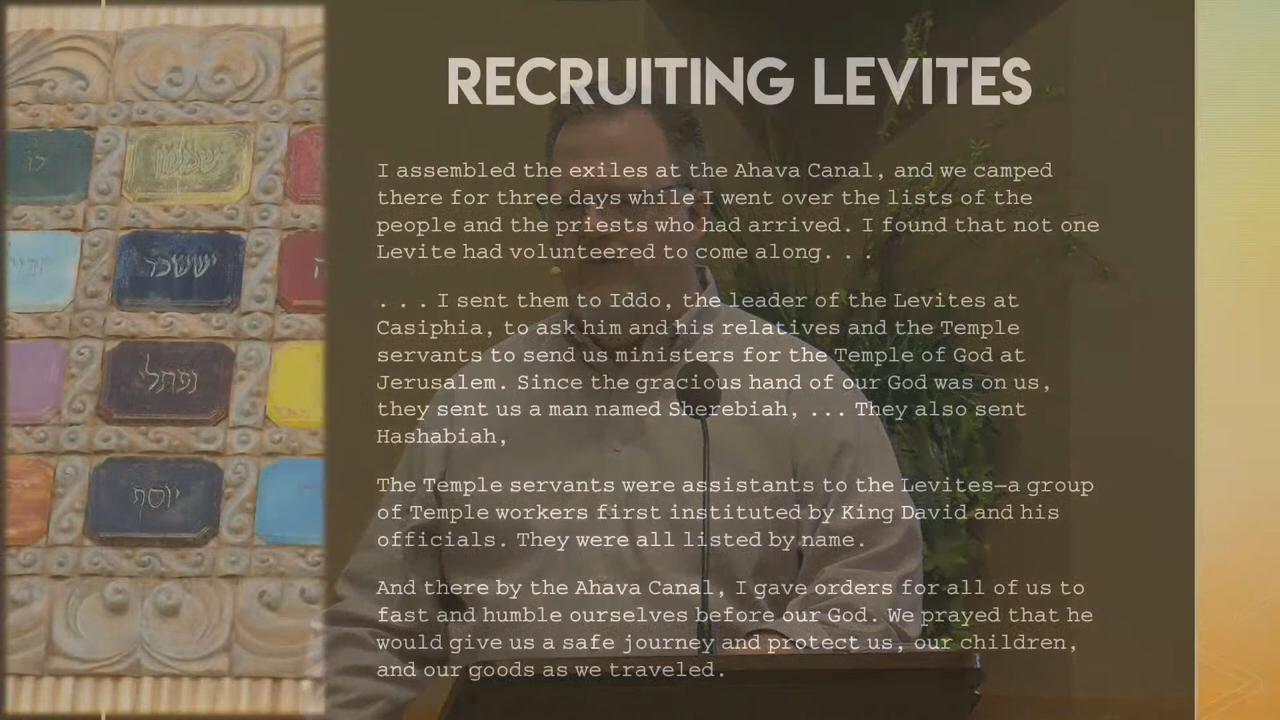 RECRUITING LEVITES
I assembled the exiles at the Ahava Canal, and we camped
there for three days while I went over the lists of the
people and the priests who had arrived. I found that not one
Levite had volunteered to come along. . .
. . . I sent them to Iddo, the leader of the Levites at
Casiphia, to ask him and his relatives and the Temple
servants to send us ministers for the Temple of God at
Jerusalem. Since the gracious hand of our God was on us,
they sent us a man named Sherebiah, ... They also sent
Hashabiah,
The Temple servants were assistants to the Levites—a group
of Temple workers first instituted by King David and his
officials. They were all listed by name.
And there by the Ahava Canal, I gave orders for all of us to
fast and humble ourselves before our God. We prayed that he
would give us a safe journey and protect us, our children,
and our goods as we traveled.
יששכר
נפתלי
יוסף